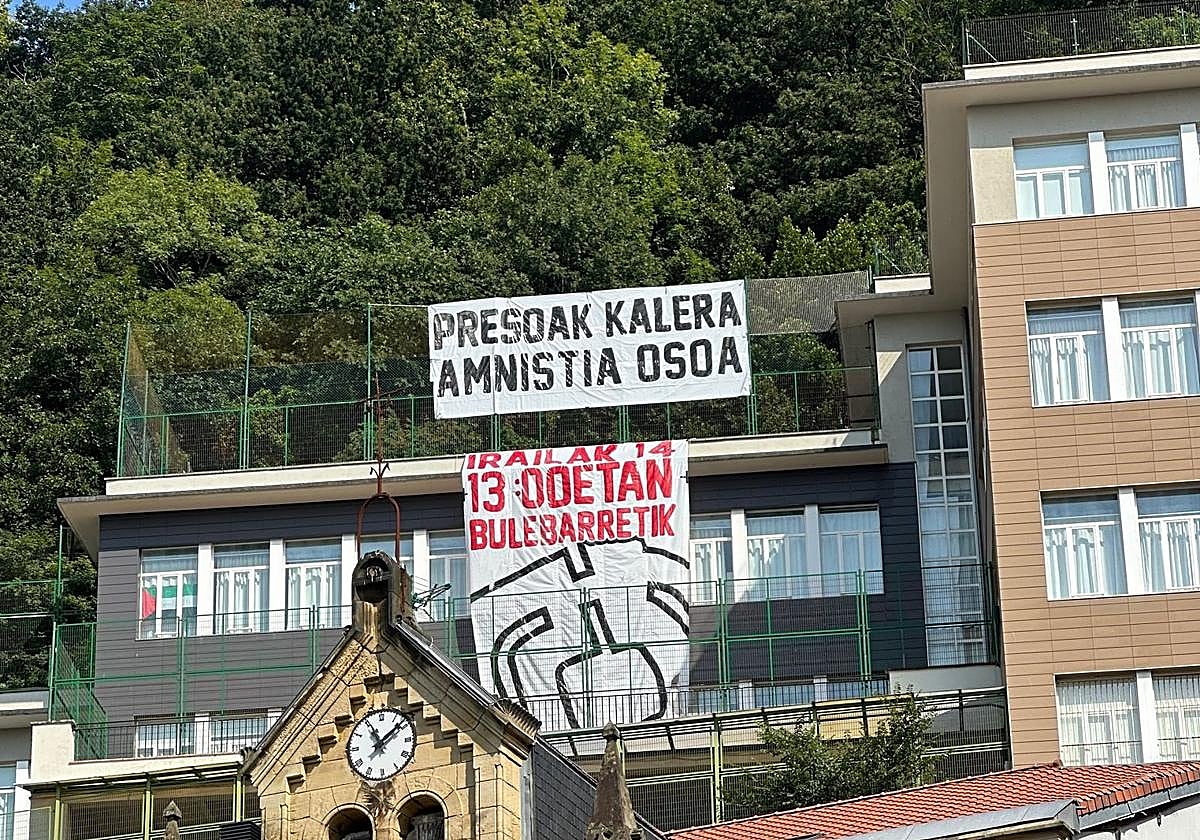 PRESOAK KALERA
AMNISTIA OSOA
IRAILAK 14
13:00ETAN
BULEBARRETIK